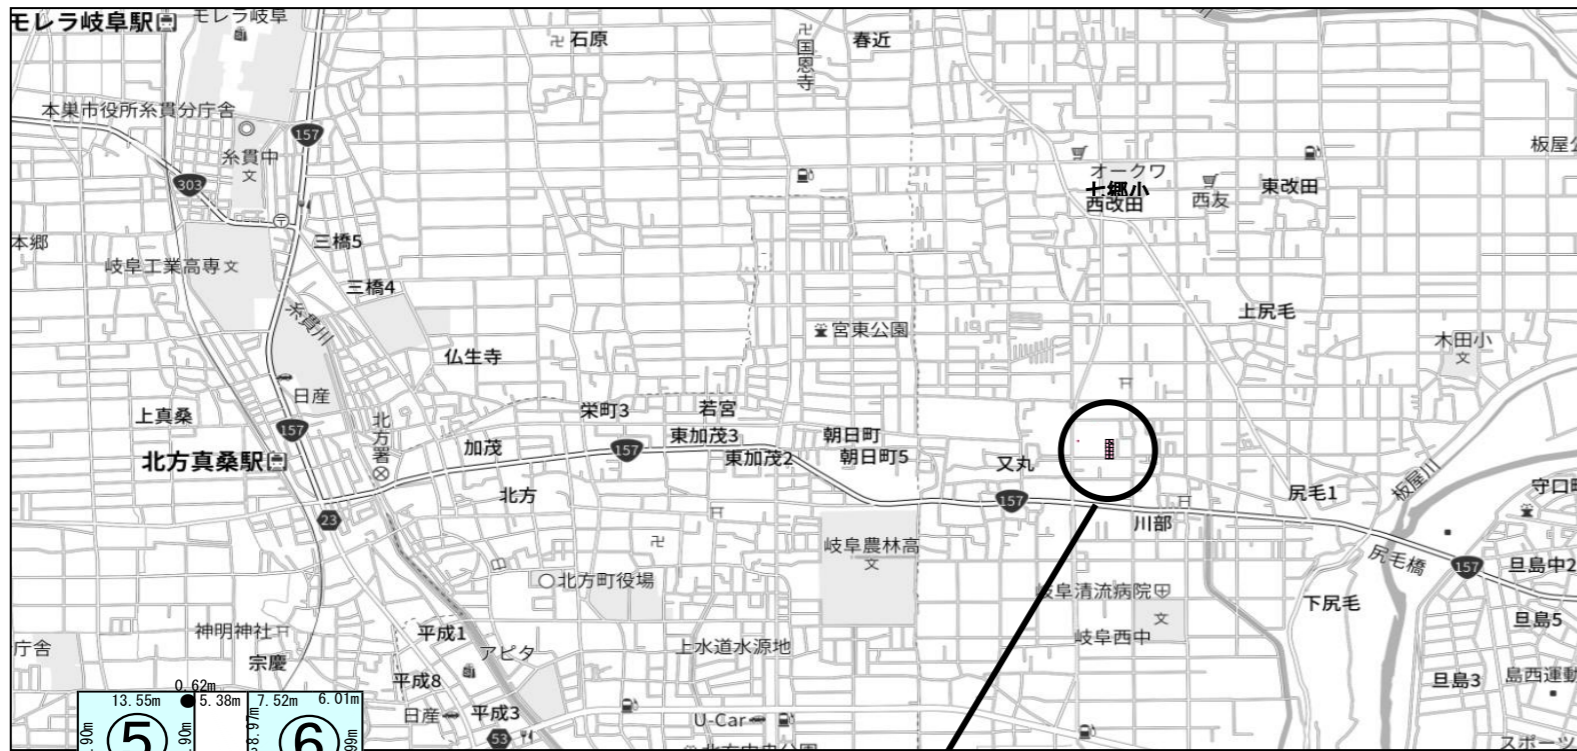 モレラ岐阜駅
モレラ岐阜
石原
国恩寺
春近
本巣市役所糸貫分庁舎
157
糸貫中
303
板屋公
オークワ
七郷小
西改田
西友
東改田
本郷
三橋5
岐阜工業高専
三橋4
糸貫川
上尻毛
宮東公園
木田小
仏生寺
日産
上真桑
北方署
栄町3
若宮
157
加茂
157
東加茂3
朝日町
北方真桑駅
東加茂2
朝日町5
又丸
板屋川
北方
157
尻毛1
守口町
23
川部
岐阜農林高
尻毛橋
157
旦島中2
北方町役場
岐阜清流病院
下尻毛
旦島5
神明神社
平成1
岐阜西中
庁舎
宗慶
アピタ
上水道水源地
旦島3
島西運動
平成8
0.62m
13.55m
5.38m
7.52m
6.01m
日産
平成3
U-Car
53
5
6
スポーツ